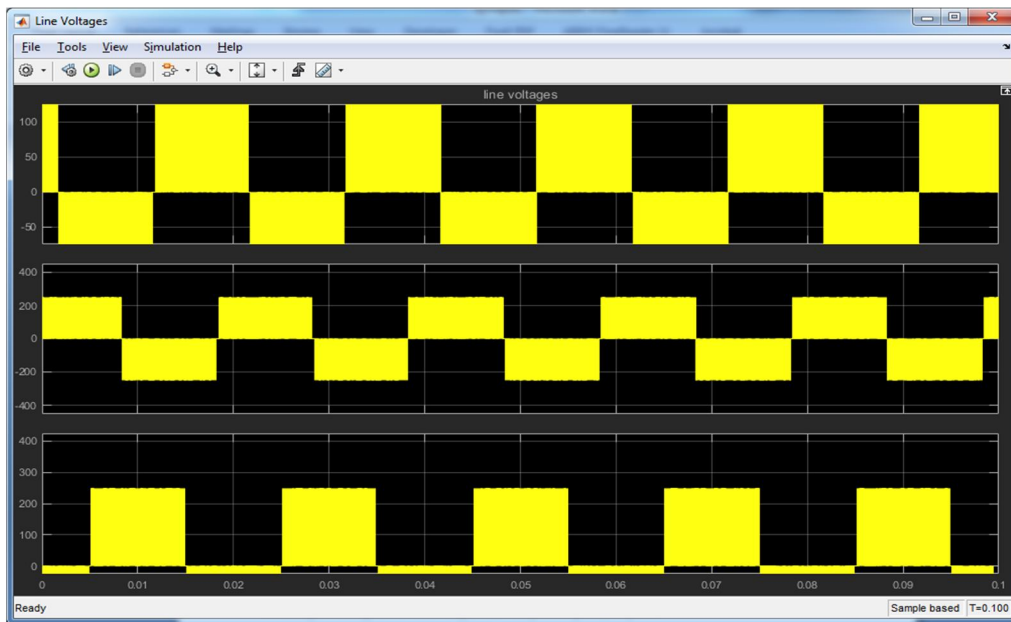 Line Voltages
File Tools View Simulation Help
line voltages
100
50
0
-50
400
200
0
-200
-400
400
300
200
100
0
0 0.01 0.02 0.03 0.04 0.05 0.06 0.07 0.08 0.09 0.1
Ready Sample based T=0.100